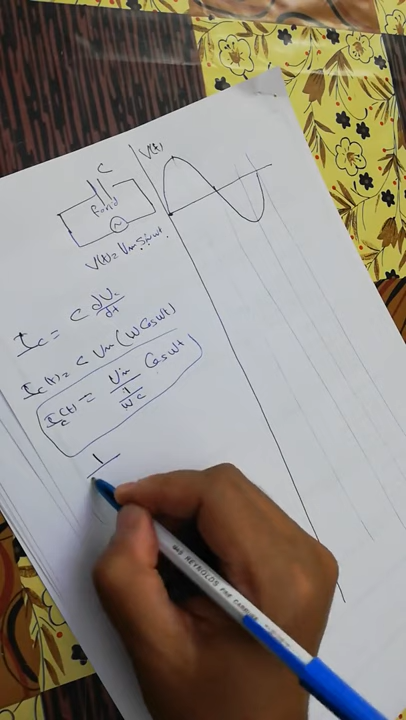 C
V(t)
V(t)= Vm Sinωt.
Ic = C dVc/dt
Ic(t)= C Vm (ω Cosωt)
Ic(t) = Vm / (1/ωC) Cosωt
1
REYNOLDS